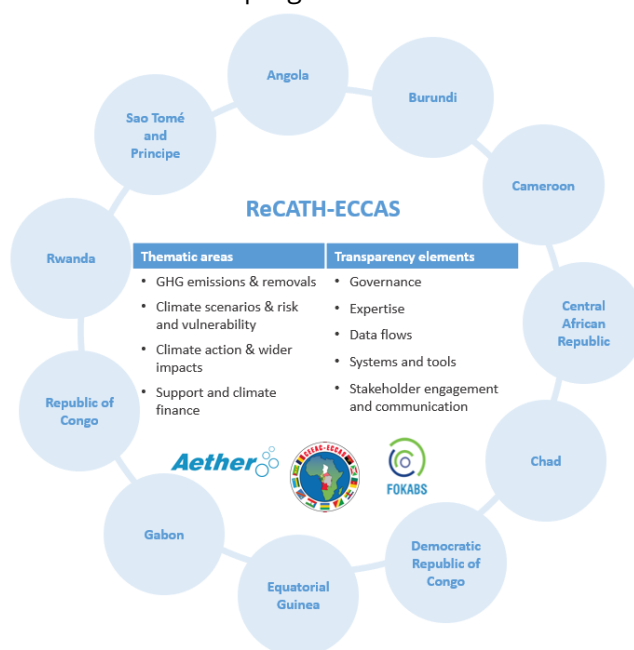 Angola
Burundi
Sao Tomé
and
Principe
Cameroon
ReCATH-ECCAS
Rwanda
Thematic areas
Transparency elements
• GHG emissions & removals
• Climate scenarios & risk
and vulnerability
• Climate action & wider
impacts
• Support and climate
finance
• Governance
• Expertise
• Data flows
• Systems and tools
• Stakeholder engagement
and communication
Central
African
Republic
Republic of
Congo
Chad
Aether
CEEAC-ECCAS
FOKABS
Gabon
Democratic
Republic of
Congo
Equatorial
Guinea